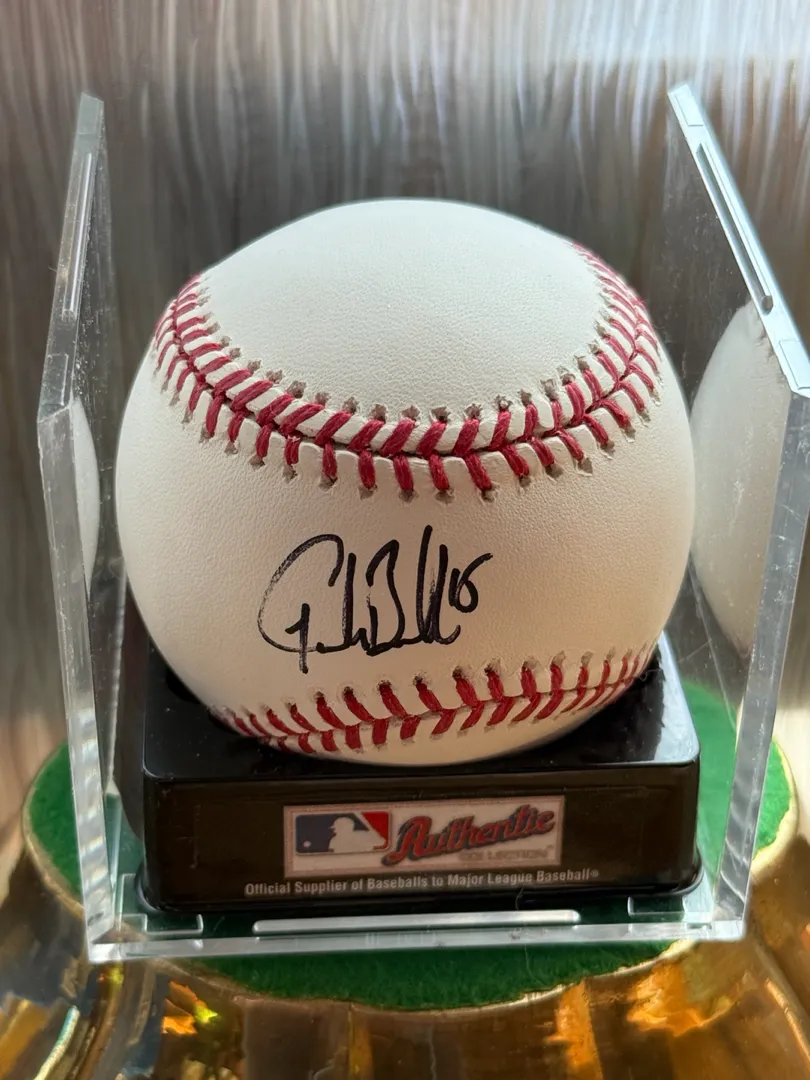 Authentic
COLLECTION
Official Supplier of Baseballs to Major League Baseball®